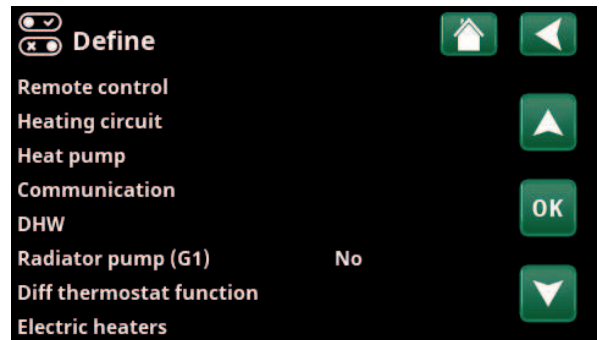 Define
Remote control
Heating circuit
Heat pump
Communication
OK
DHW
Radiator pump (G1) No
Diff thermostat function
Electric heaters